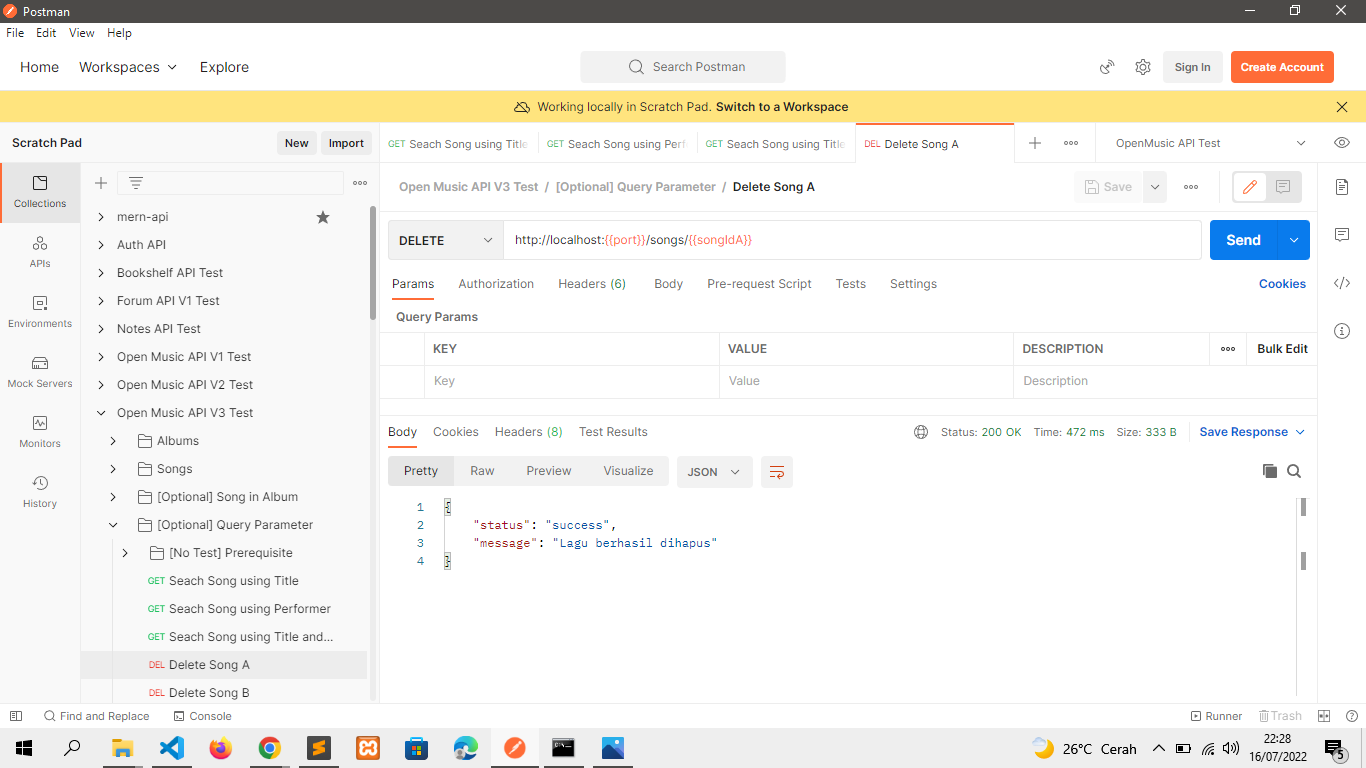 Postman
File Edit View Help
Home Workspaces Explore
Search Postman
Sign In
Create Account
Working locally in Scratch Pad. Switch to a Workspace
Scratch Pad
New
Import
GET Seach Song using Title
GET Seach Song using Perf
GET Seach Song using Title
DEL Delete Song A
OpenMusic API Test
Collections
APIs
Environments
Mock Servers
Monitors
History
mern-api
Auth API
Bookshelf API Test
Forum API V1 Test
Notes API Test
Open Music API V1 Test
Open Music API V2 Test
Open Music API V3 Test
Albums
Songs
[Optional] Song in Album
[Optional] Query Parameter
[No Test] Prerequisite
GET Seach Song using Title
GET Seach Song using Performer
GET Seach Song using Title and...
DEL Delete Song A
DEL Delete Song B
Open Music API V3 Test / [Optional] Query Parameter / Delete Song A
Save
DELETE
http://localhost:{{port}}/songs/{{songIdA}}
Send
Params Authorization Headers (6) Body Pre-request Script Tests Settings
Cookies
Query Params
KEY VALUE DESCRIPTION
Bulk Edit
Key Value Description
Body Cookies Headers (8) Test Results
Status: 200 OK Time: 472 ms Size: 333 B
Save Response
Pretty Raw Preview Visualize
JSON
1 {
2 "status": "success",
3 "message": "Lagu berhasil dihapus"
4 }
Find and Replace
Console
Runner
Trash
26°C Cerah
22:28
16/07/2022
5